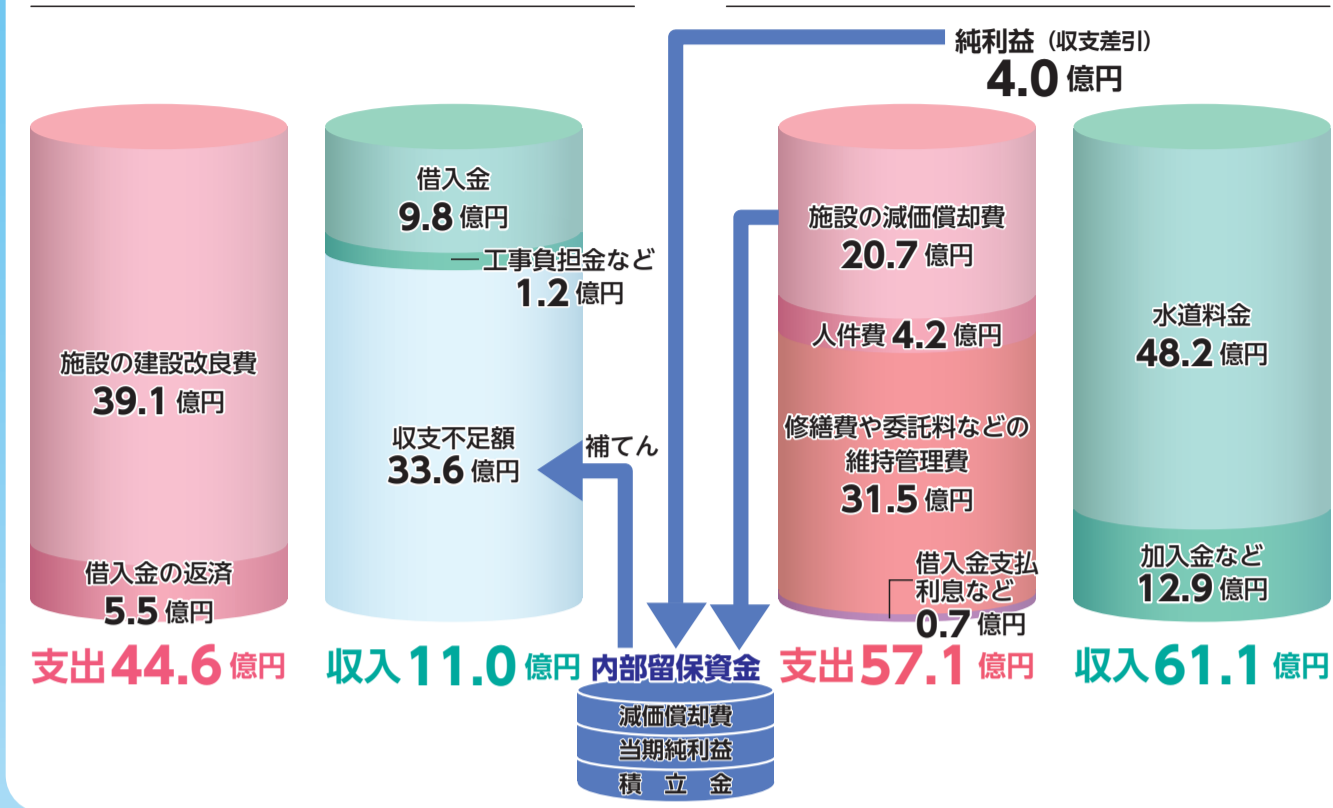 純利益（収支差引）
4.0 億円
施設の建設改良費
39.1 億円
借入金の返済
5.5 億円
支出44.6 億円
借入金
9.8 億円
工事負担金など
1.2 億円
収支不足額
33.6 億円
補てん
収入11.0 億円
内部留保資金
減価償却費
当期純利益
積 立 金
施設の減価償却費
20.7 億円
人件費 4.2 億円
修繕費や委託料などの
維持管理費
31.5 億円
借入金支払
利息など
0.7 億円
支出57.1 億円
水道料金
48.2 億円
加入金など
12.9 億円
収入61.1 億円